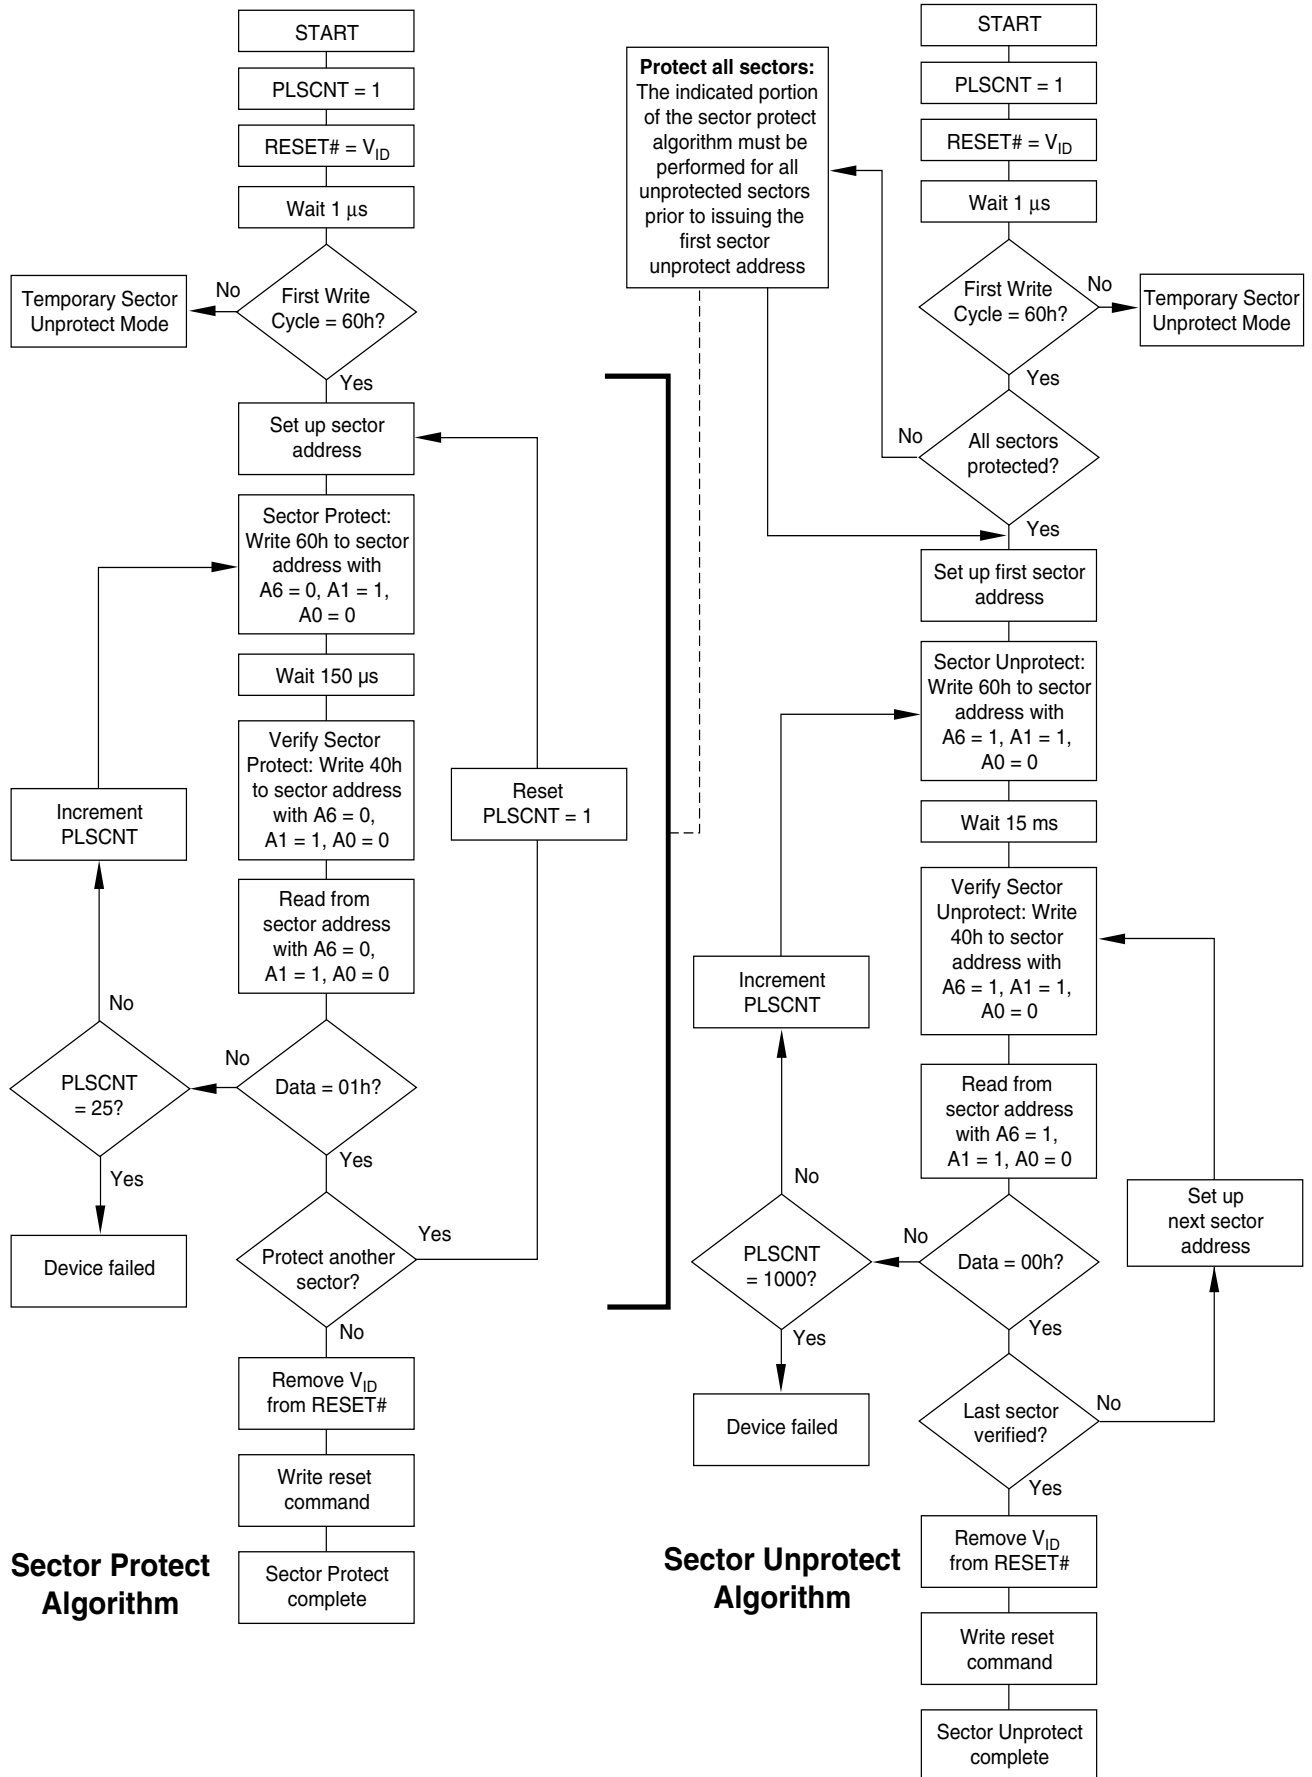 START
PLSCNT = 1
RESET# = VID
Wait 1 μs
First Write
Cycle = 60h?
No
Temporary Sector
Unprotect Mode
Yes
Set up sector
address
Sector Protect:
Write 60h to sector
address with
A6 = 0, A1 = 1,
A0 = 0
Wait 150 μs
Verify Sector
Protect: Write 40h
to sector address
with A6 = 0,
A1 = 1, A0 = 0
Increment
PLSCNT
Reset
PLSCNT = 1
Read from
sector address
with A6 = 0,
A1 = 1, A0 = 0
No
No
PLSCNT
= 25?
Data = 01h?
Yes
Yes
Device failed
Protect another
sector?
Yes
No
Remove VID
from RESET#
Write reset
command
Sector Protect
complete
Sector Protect
Algorithm
Protect all sectors:
The indicated portion
of the sector protect
algorithm must be
performed for all
unprotected sectors
prior to issuing the
first sector
unprotect address
START
PLSCNT = 1
RESET# = VID
Wait 1 μs
First Write
Cycle = 60h?
No
Temporary Sector
Unprotect Mode
Yes
No
All sectors
protected?
Yes
Set up first sector
address
Sector Unprotect:
Write 60h to sector
address with
A6 = 1, A1 = 1,
A0 = 0
Wait 15 ms
Verify Sector
Unprotect: Write
40h to sector
address with
A6 = 1, A1 = 1,
A0 = 0
Increment
PLSCNT
Read from
sector address
with A6 = 1,
A1 = 1, A0 = 0
No
Set up
next sector
address
No
PLSCNT
= 1000?
Data = 00h?
Yes
Yes
Device failed
Last sector
verified?
No
Yes
Remove VID
from RESET#
Write reset
command
Sector Unprotect
complete
Sector Unprotect
Algorithm